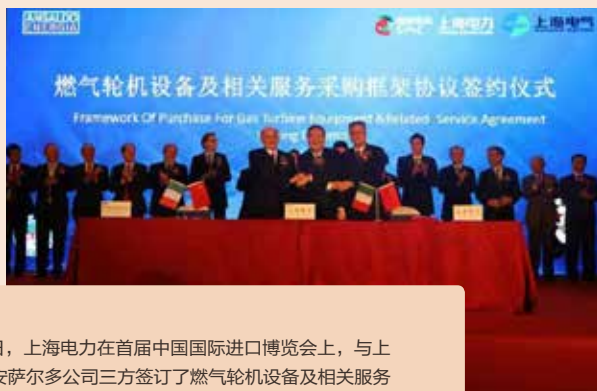 ANSALDO
ENERGIA
上海电力
上海电气
燃气轮机设备及相关服务采购框架协议签约仪式
Framework Of Purchase For Gas Turbine Equipment & Related Service Agreement
日，上海电力在首届中国国际进口博览会上，与上
安萨尔多公司三方签订了燃气轮机设备及相关服务